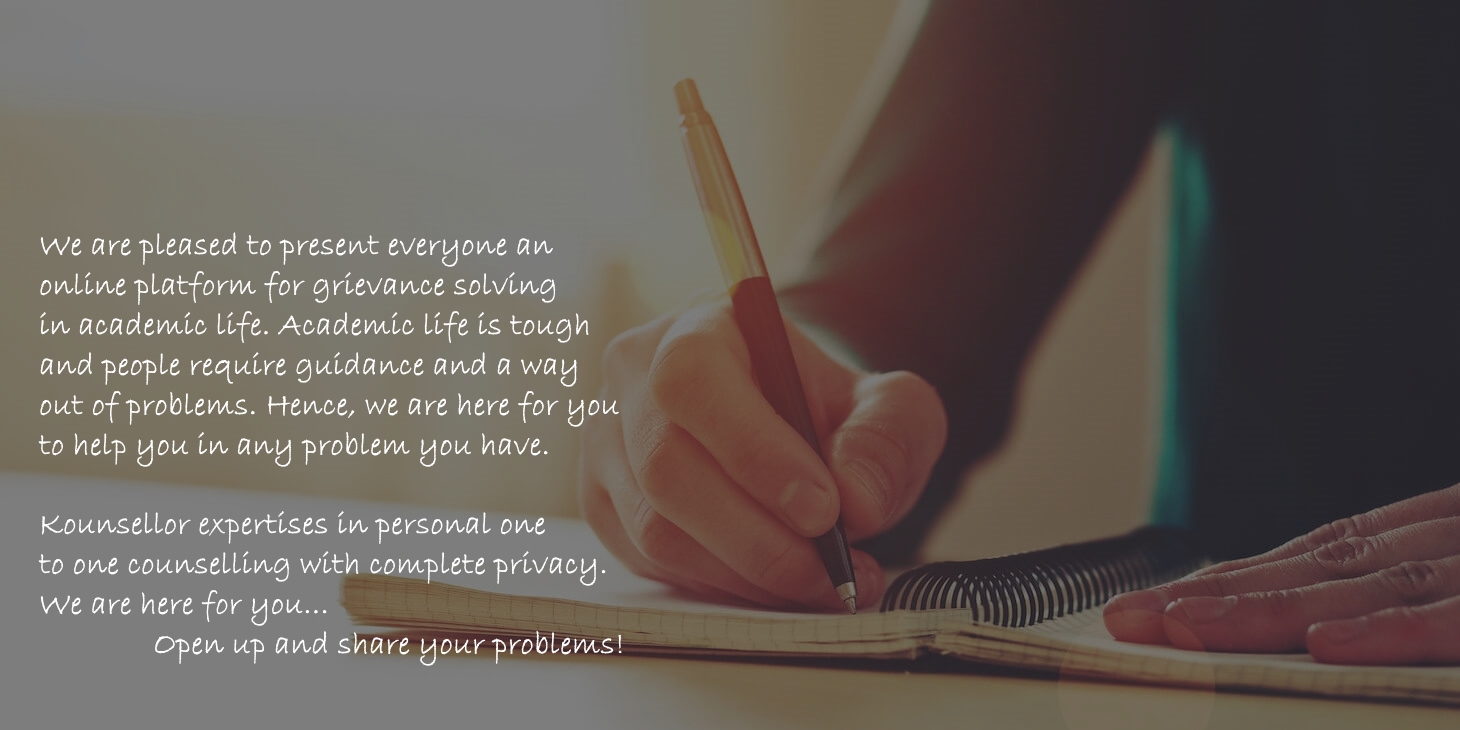 We are pleased to present everyone an
online platform for grievance solving
in academic life. Academic life is tough
and people require guidance and a way
out of problems. Hence, we are here for you
to help you in any problem you have.
Kounsellor expertises in personal one
to one counselling with complete privacy.
We are here for you...
Open up and share your problems!